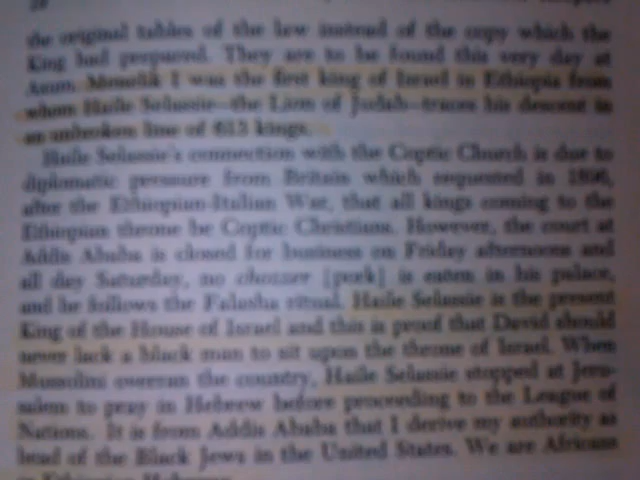 the original tables of the law instead of the copy which the
King had prepared. They are to be found this very day at
Axum. Menelik I was the first king of Israel in Ethiopia from
whom Haile Selassie—the Lion of Judah—traces his descent in
an unbroken line of 613 kings.
Haile Selassie's connection with the Coptic Church is due to
diplomatic pressure from Britain which requested in 1896,
after the Ethiopian-Italian War, that all kings coming to the
Ethiopian throne be Coptic Christians. However, the court at
Addis Ababa is closed for business on Friday afternoons and
all day Saturday, no chozzer [pork] is eaten in his palace,
and he follows the Falasha ritual. Haile Selassie is the present
King of the House of Israel and this is proof that David should
never lack a black man to sit upon the throne of Israel. When
Mussolini overran the country, Haile Selassie stopped at Jeru-
salem to pray in Hebrew before proceeding to the League of
Nations. It is from Addis Ababa that I derive my authority as
head of the Black Jews in the United States. We are Africans